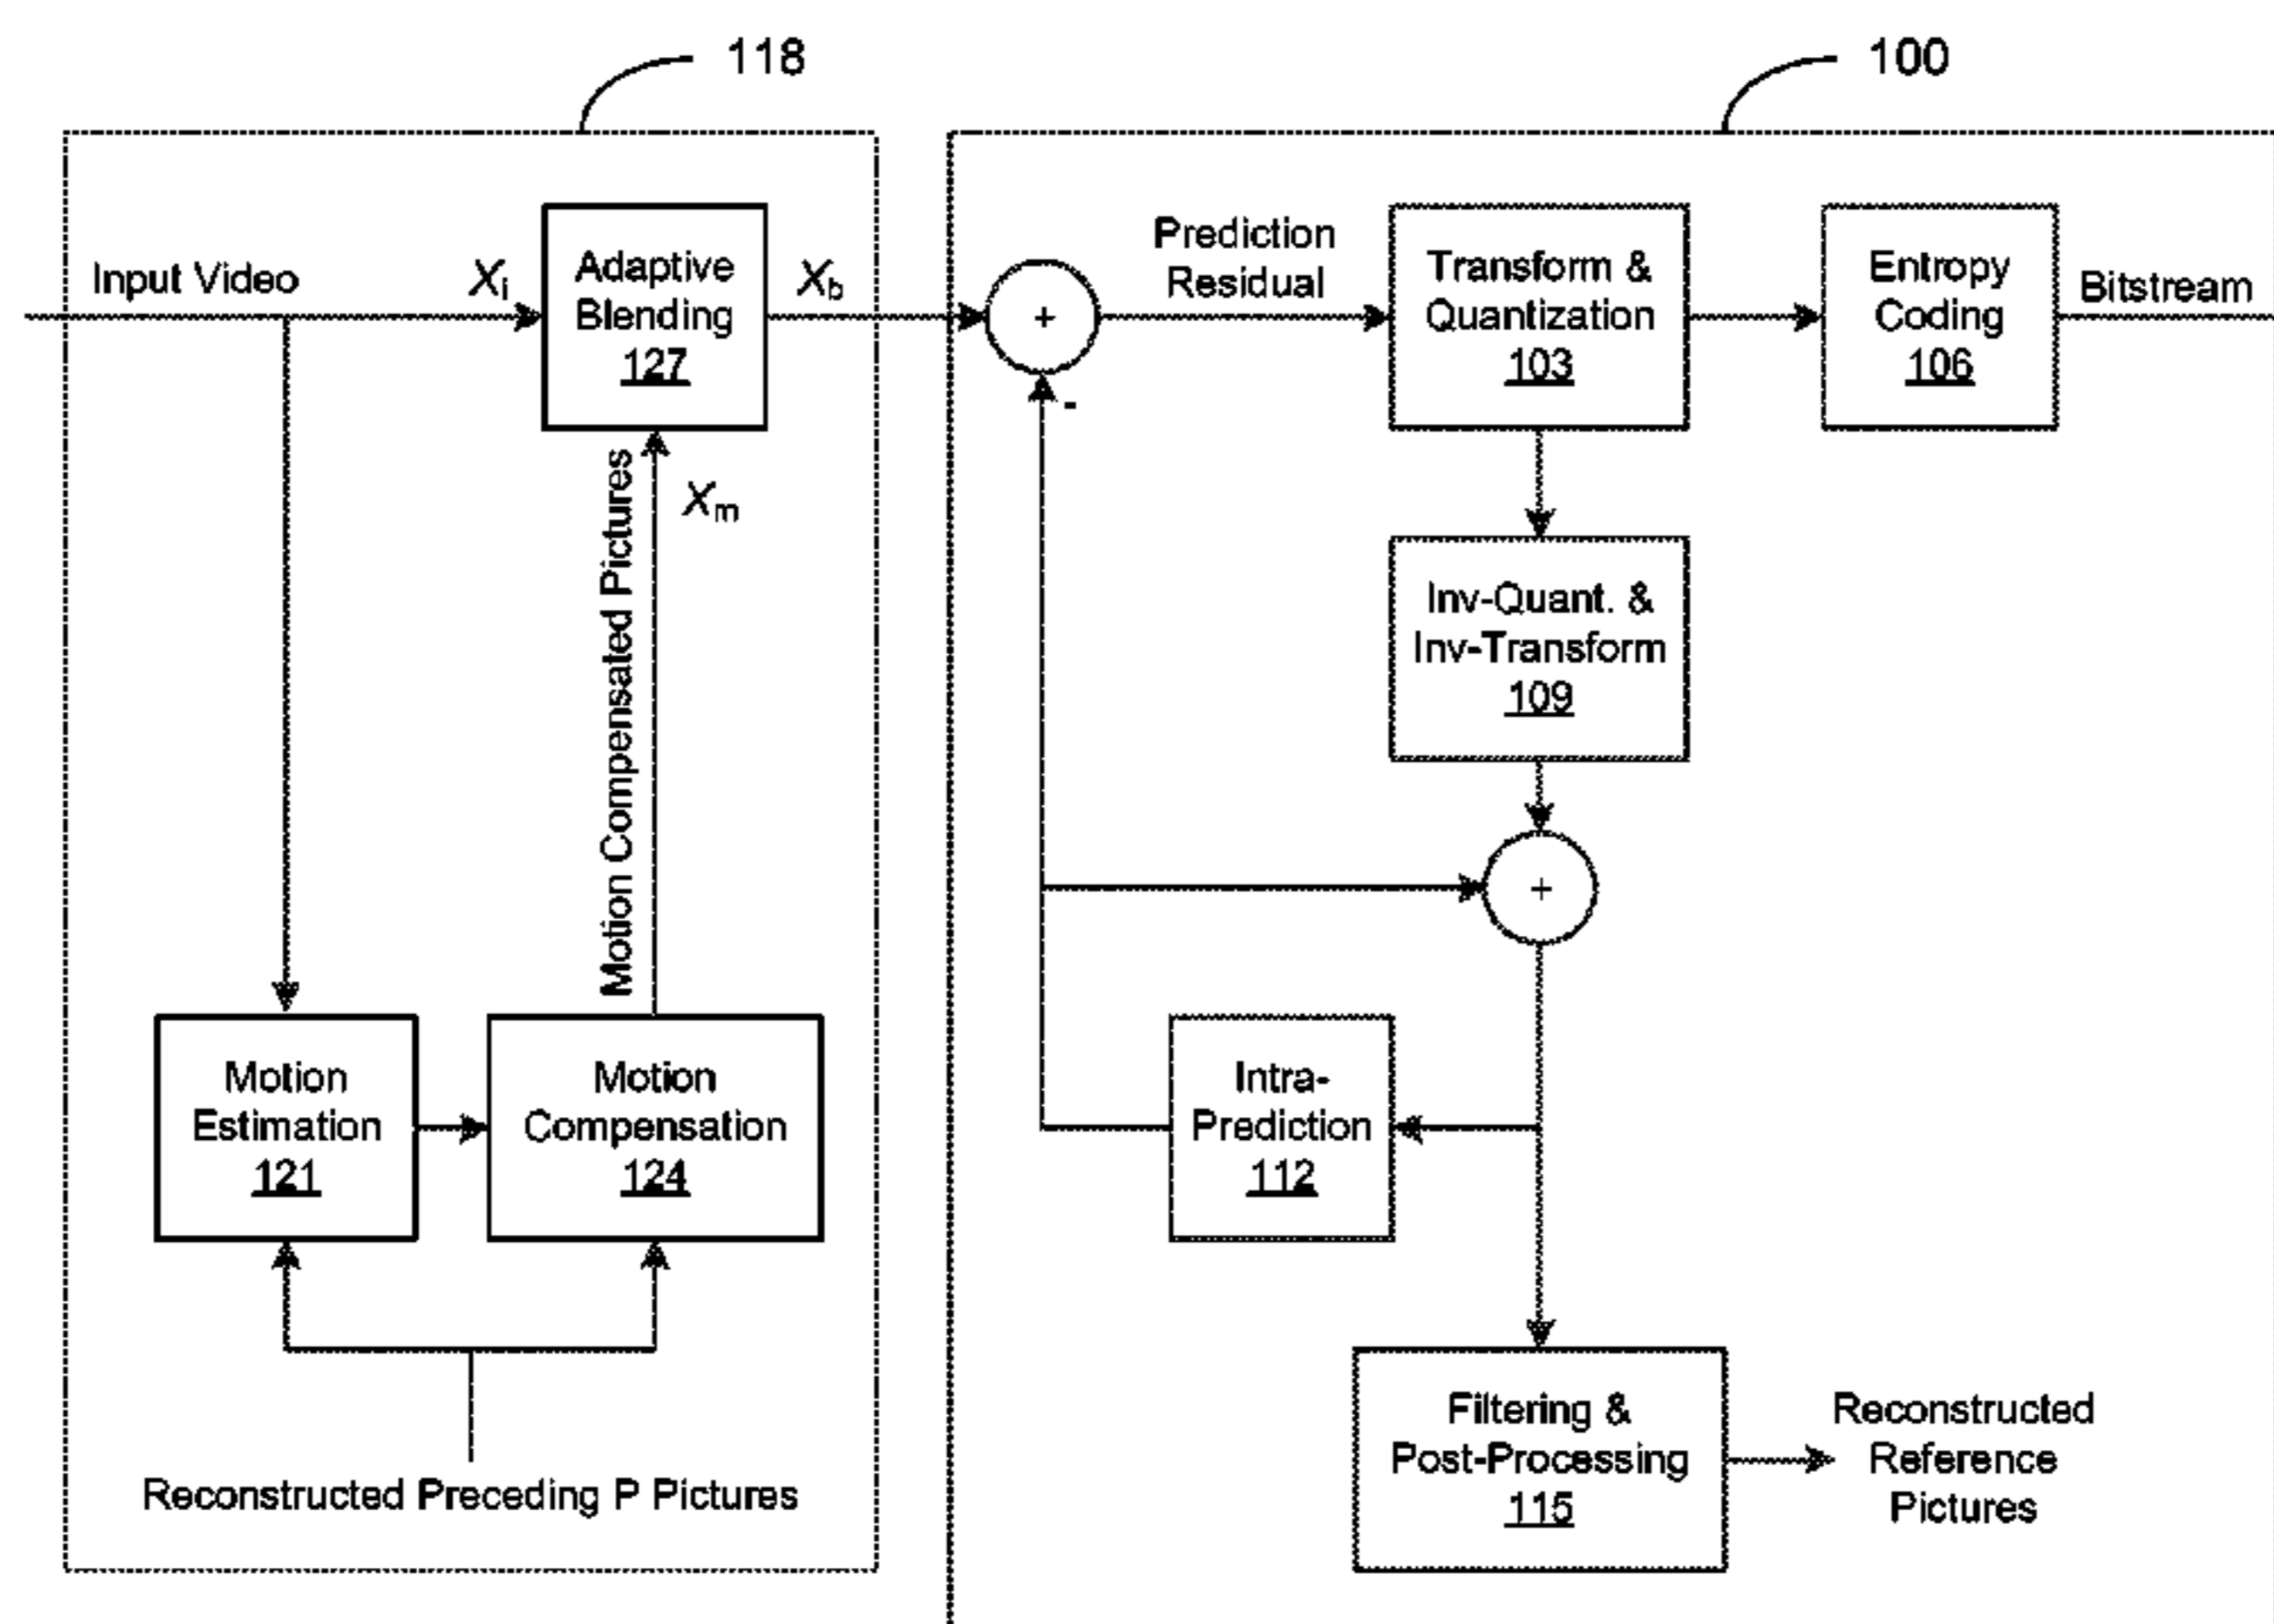 118
100
Input Video
Xi
Adaptive
Blending
127
Xb
+
-
Prediction
Residual
Transform &
Quantization
103
Entropy
Coding
106
Bitstream
Motion Compensated Pictures
Xm
Inv-Quant. &
Inv-Transform
109
+
Motion
Estimation
121
Motion
Compensation
124
Intra-
Prediction
112
Reconstructed Preceding P Pictures
Filtering &
Post-Processing
115
Reconstructed
Reference
Pictures